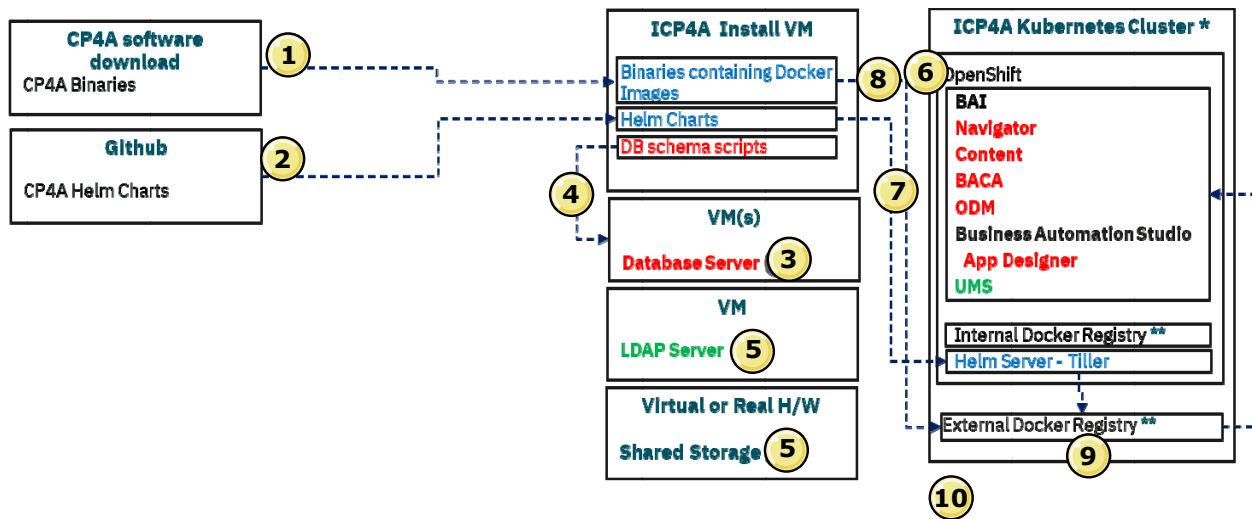 CP4A software
download
CP4A Binaries
1
Github
CP4A Helm Charts
2
ICP4A Install VM
Binaries containing Docker
Images
Helm Charts
DB schema scripts
8
4
7
VM(s)
Database Server
3
VM
LDAP Server
5
Virtual or Real H/W
Shared Storage
5
ICP4A Kubernetes Cluster *
6
OpenShift
BAI
Navigator
Content
BACA
ODM
Business Automation Studio
App Designer
UMS
Internal Docker Registry **
Helm Server - Tiller
External Docker Registry **
9
10